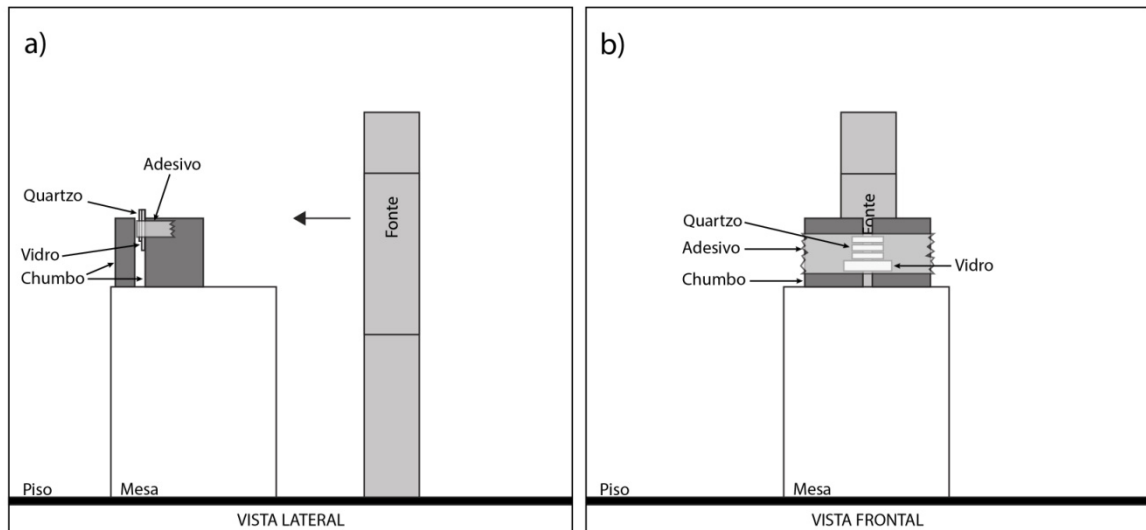 a)
Adesivo
Quartzo
Fonte
Vidro
Chumbo
Piso
Mesa
VISTA LATERAL
b)
Fonte
Quartzo
Adesivo
Vidro
Chumbo
Piso
Mesa
VISTA FRONTAL